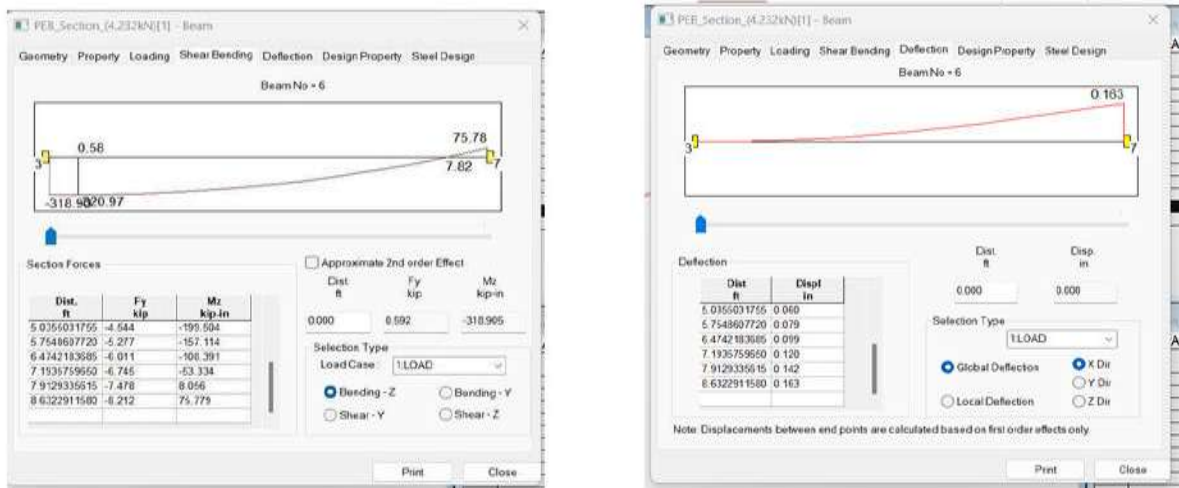 PEB_Section_(4.232kN)[1] - Beam
Geometry Property Loading Shear Bending Deflection Design Property Steel Design
Beam No = 6
0.58
75.78
3
7
7.82
-318.90
-320.97
Section Forces
Dist. ft Fy kip Mz kip-in
5.0355031755 -4.544 -199.504
5.7548607720 -5.277 -157.114
6.4742183685 -6.011 -108.391
7.1935759650 -6.745 -53.334
7.9129335615 -7.478 8.056
8.6322911580 -8.212 75.779
Approximate 2nd order Effect
Dist. ft Fy kip Mz kip-in
0.000 0.592 -318.905
Selection Type
Load Case : 1:LOAD
Bending - Z Bending - Y
Shear - Y Shear - Z
Print Close
PEB_Section_(4.232kN)[1] - Beam
Geometry Property Loading Shear Bending Deflection Design Property Steel Design
Beam No = 6
0.163
3
7
Deflection
Dist ft Displ in
5.0355031755 0.060
5.7548607720 0.079
6.4742183685 0.099
7.1935759650 0.120
7.9129335615 0.142
8.6322911580 0.163
Dist. ft Disp. in
0.000 0.000
Selection Type
1:LOAD
Global Deflection X Dir
Y Dir
Local Deflection Z Dir
Note: Displacements between end points are calculated based on first order effects only
Print Close